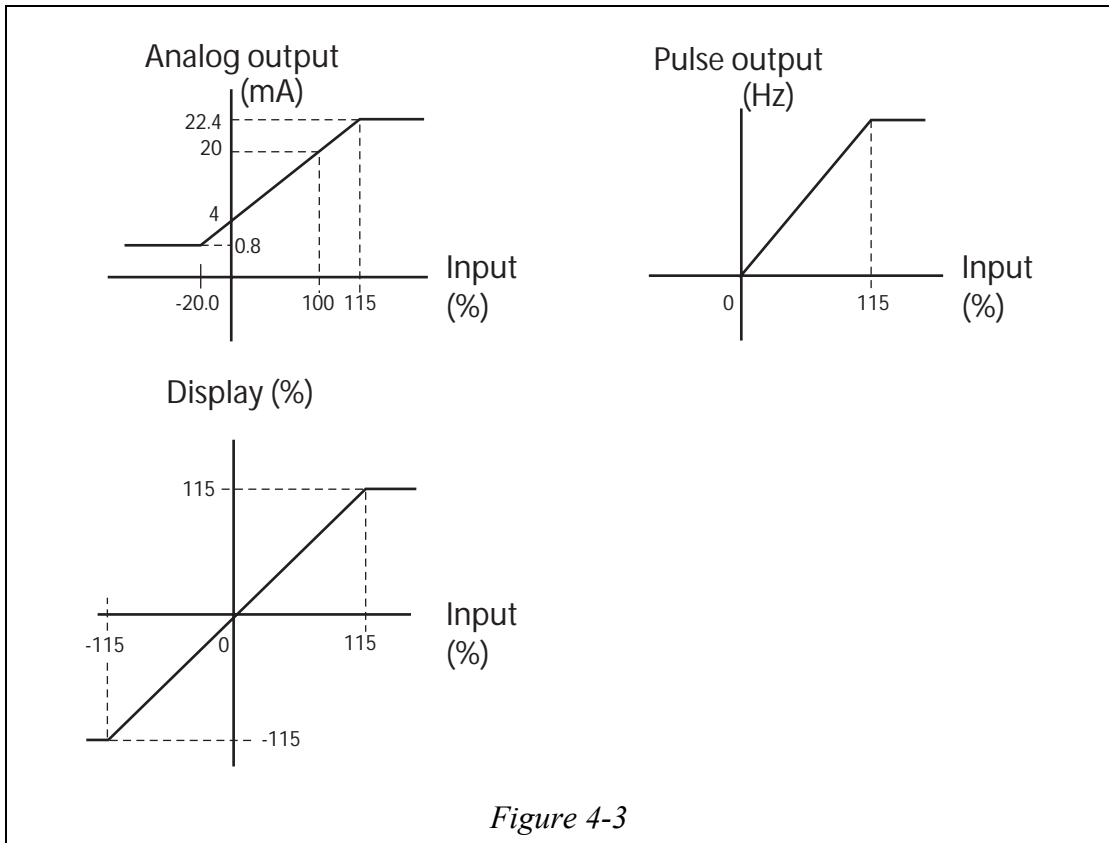 Analog output
(mA)
22.4
20
4
0.8
-20.0
100
115
Input
(%)
Pulse output
(Hz)
0
115
Input
(%)
Display (%)
115
-115
0
115
Input
(%)
-115
Figure 4-3